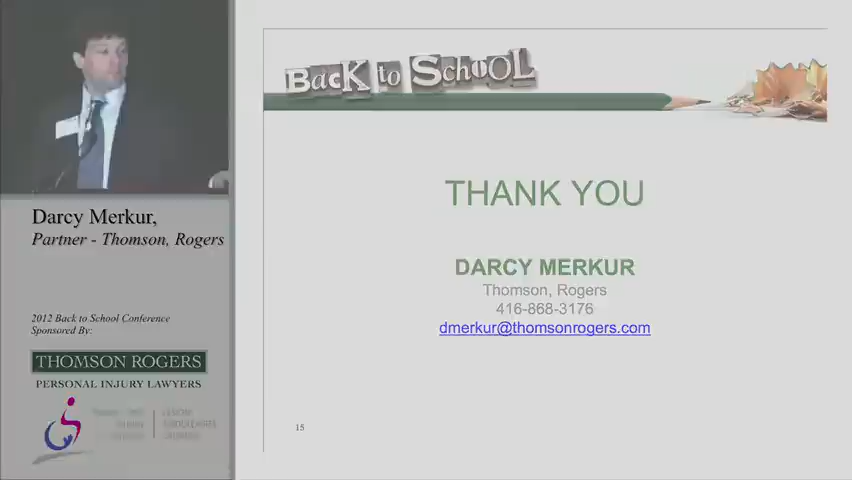 Back to School
THANK YOU
DARCY MERKUR
Thomson, Rogers
416-868-3176
dmerkur@thomsonrogers.com
15
Darcy Merkur,
Partner - Thomson, Rogers
2012 Back to School Conference
Sponsored By:
THOMSON ROGERS
PERSONAL INJURY LAWYERS